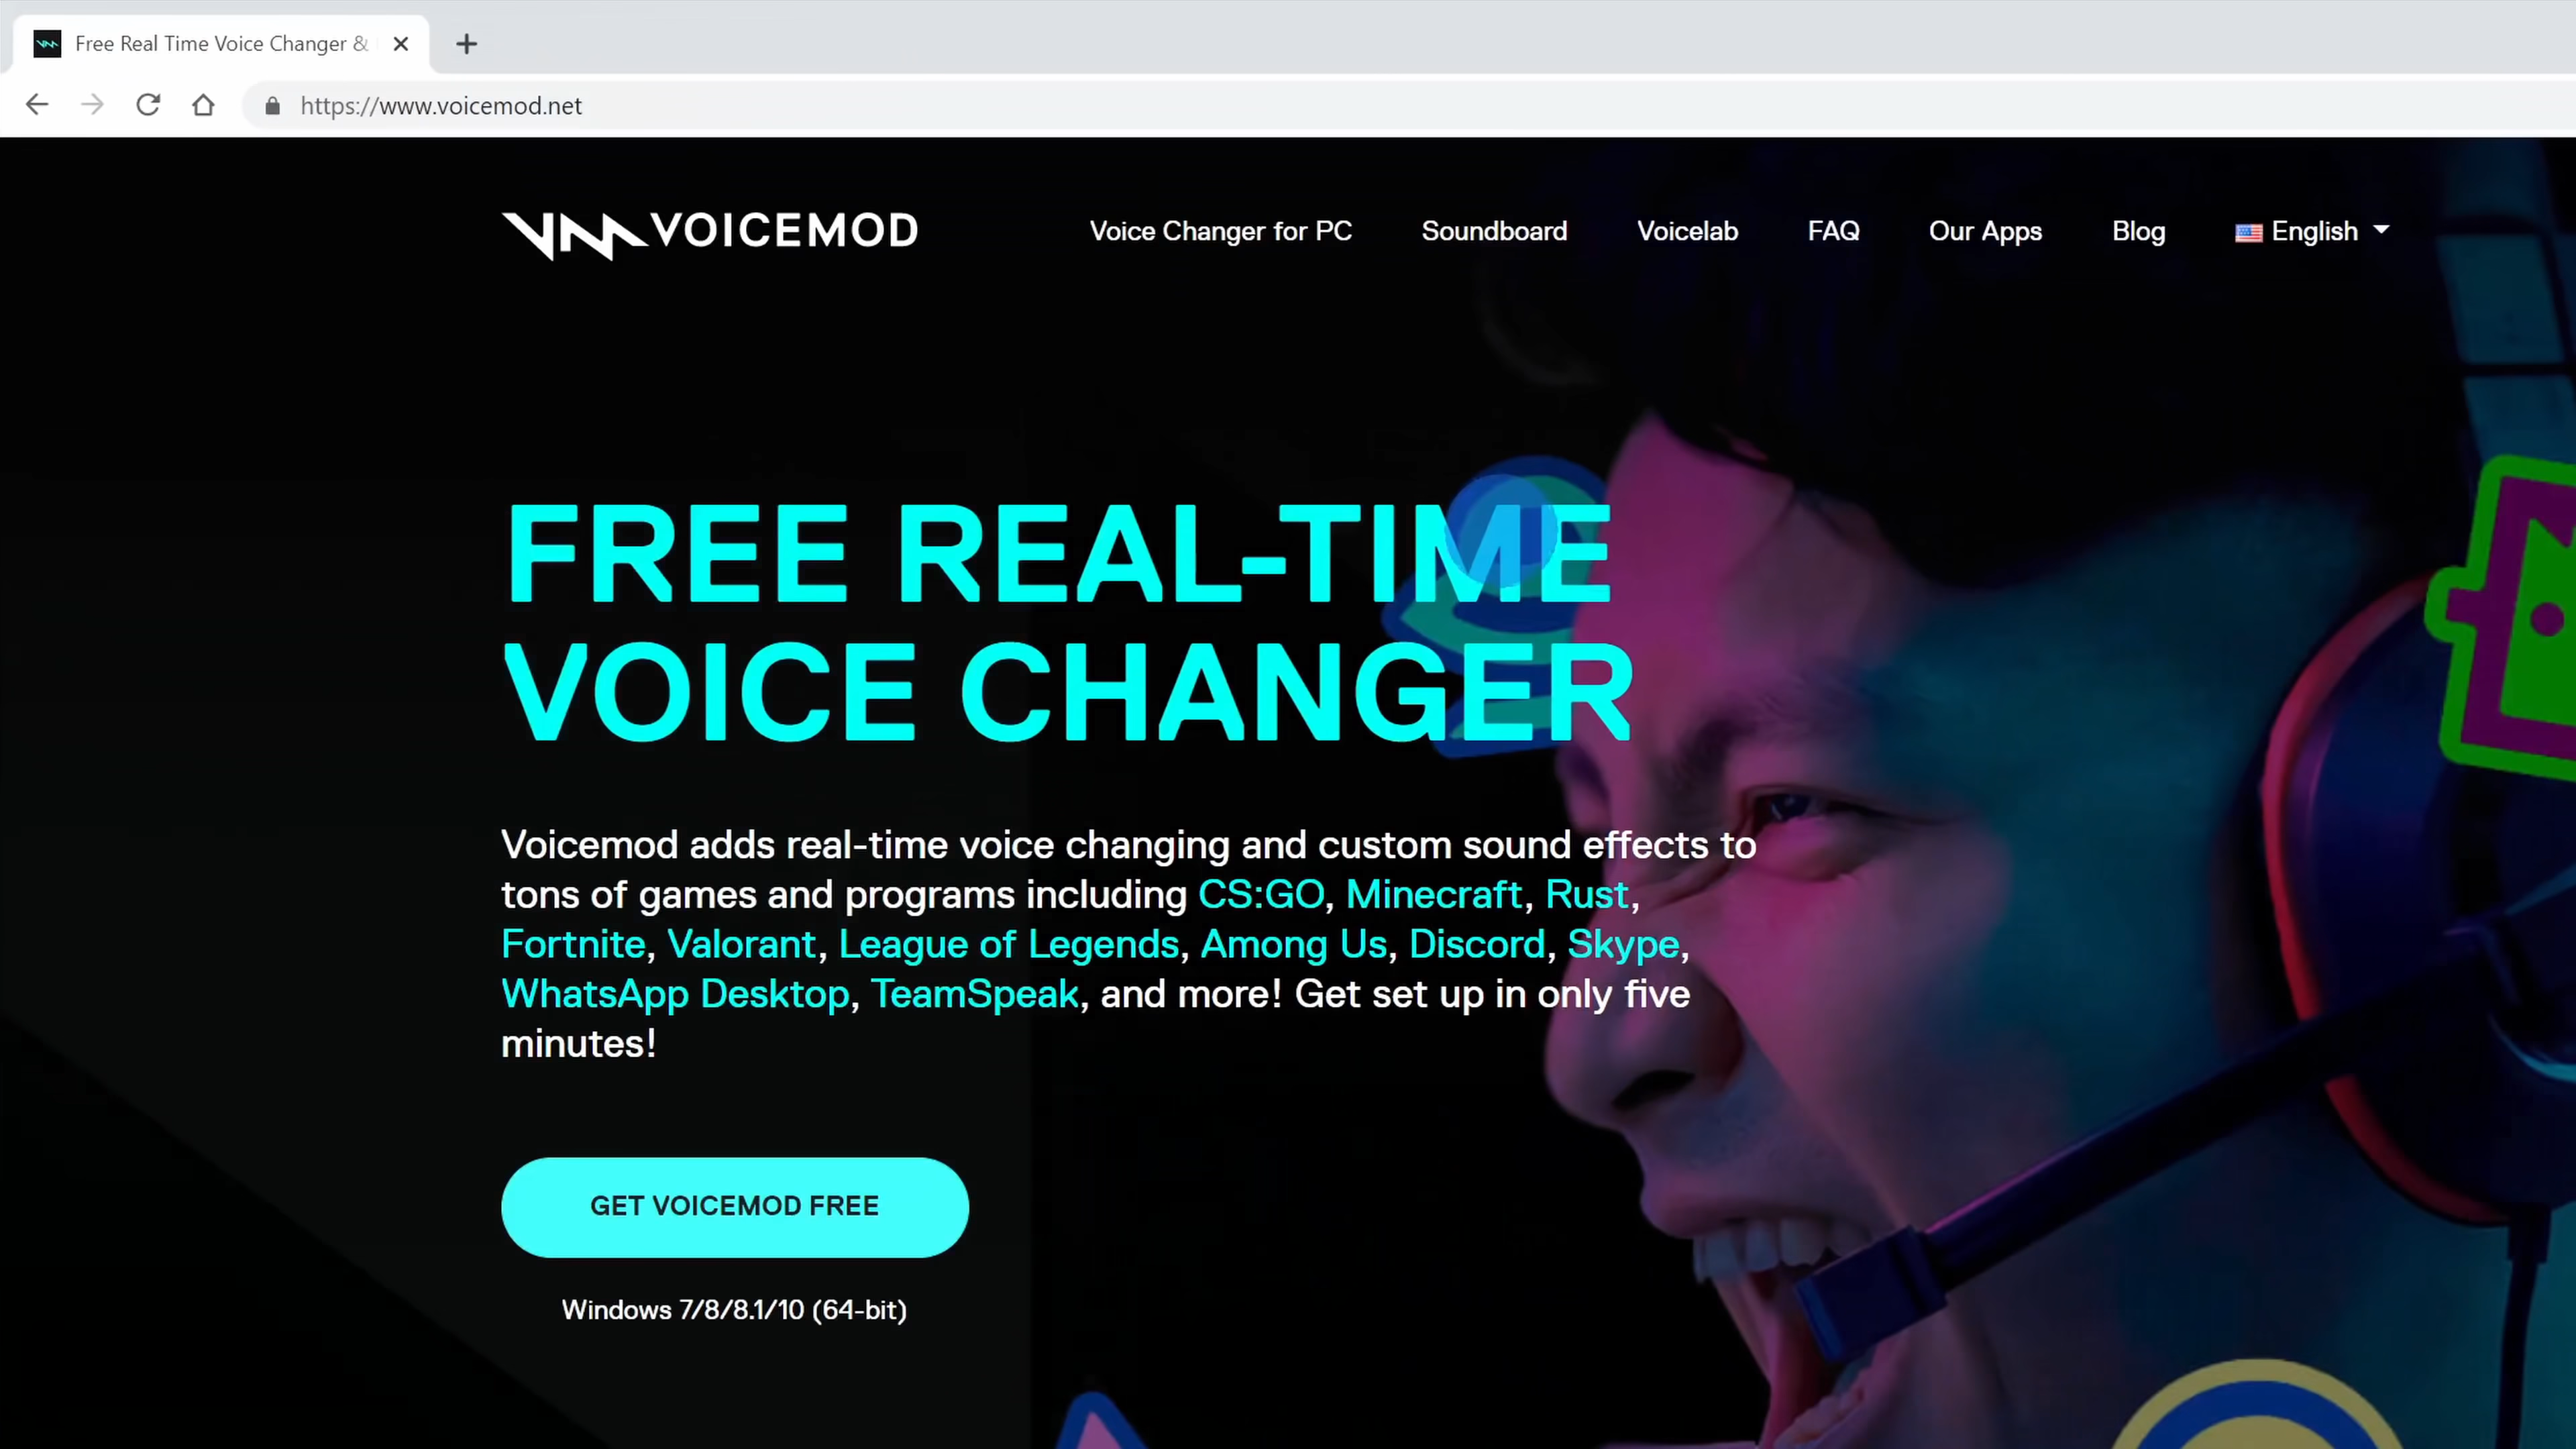 Free Real Time Voice Changer &
https://www.voicemod.net
VOICEMOD
Voice Changer for PC
Soundboard
Voicelab
FAQ
Our Apps
Blog
English
FREE REAL-TIME
VOICE CHANGER
Voicemod adds real-time voice changing and custom sound effects to
tons of games and programs including CS:GO, Minecraft, Rust,
Fortnite, Valorant, League of Legends, Among Us, Discord, Skype,
WhatsApp Desktop, TeamSpeak, and more! Get set up in only five
minutes!
GET VOICEMOD FREE
Windows 7/8/8.1/10 (64-bit)